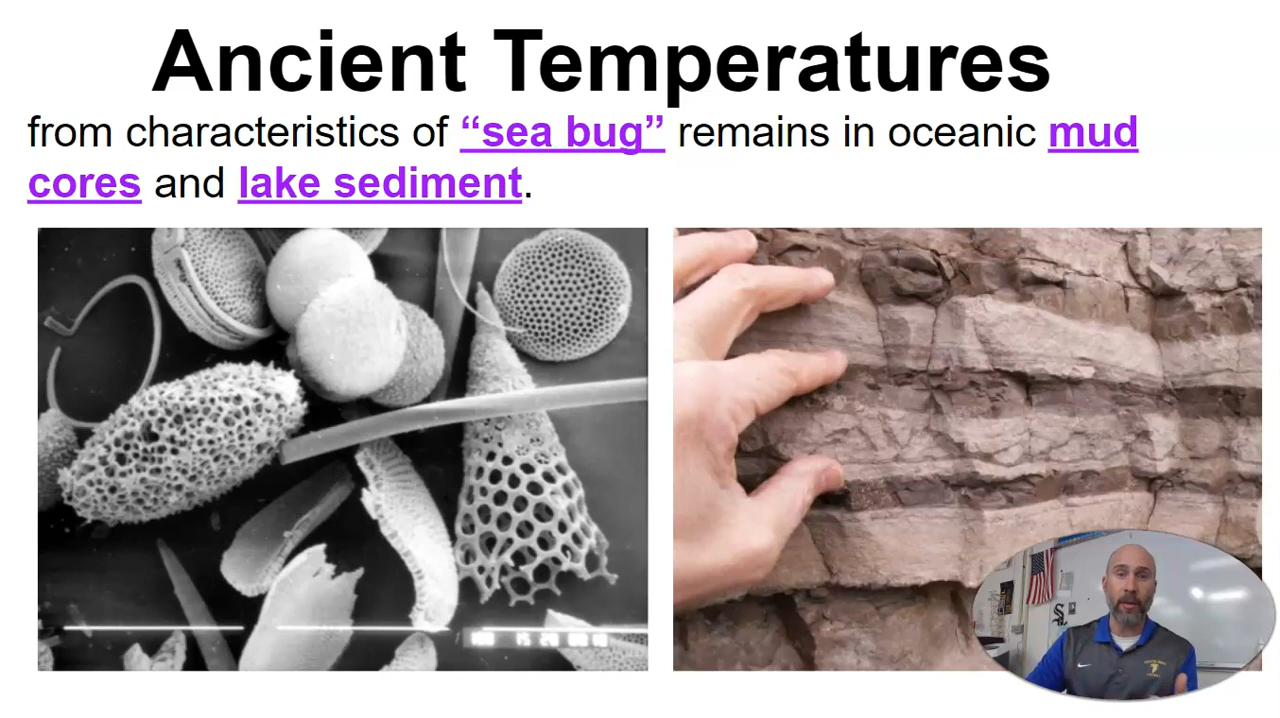 Ancient Temperatures
from characteristics of “sea bug” remains in oceanic mud
cores and lake sediment.